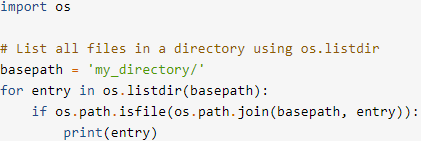 import os

# List all files in a directory using os.listdir
basepath = 'my_directory/'
for entry in os.listdir(basepath):
    if os.path.isfile(os.path.join(basepath, entry)):
        print(entry)